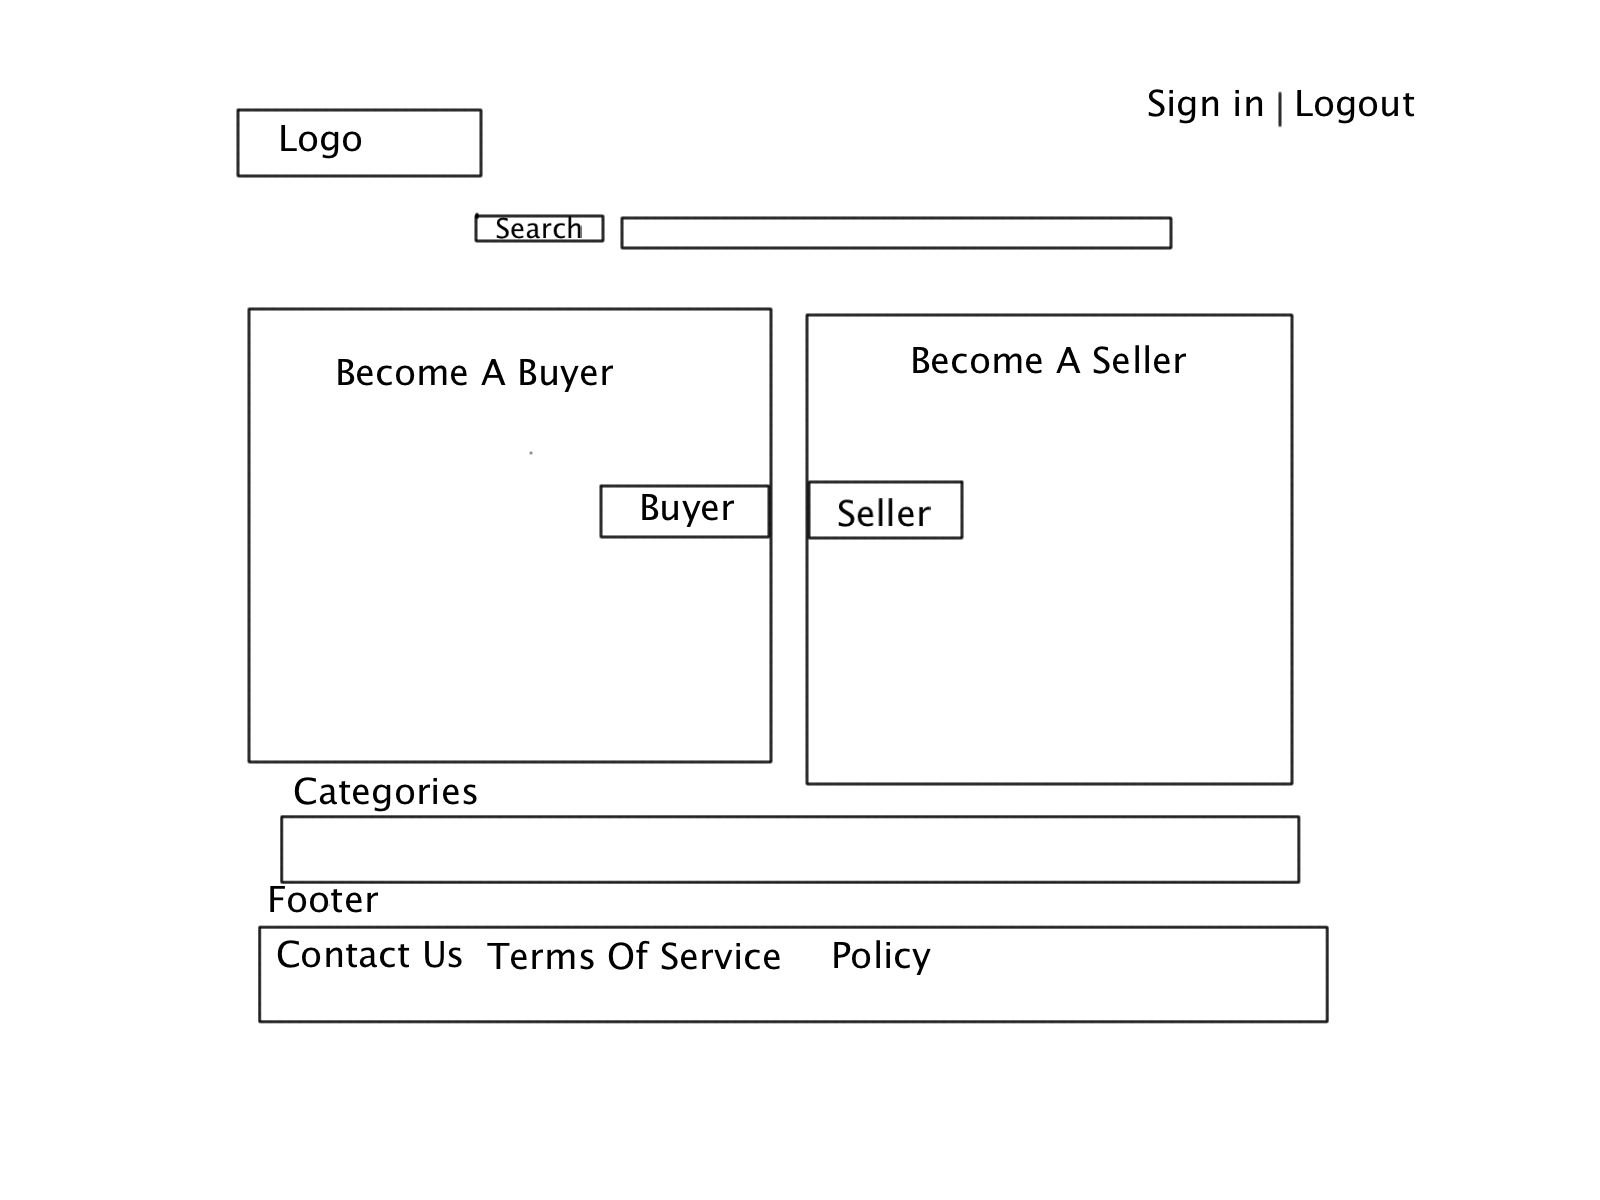 Sign in | Logout
Logo
Search
Become A Buyer
Become A Seller
Buyer
Seller
Categories
Footer
Contact Us Terms Of Service Policy